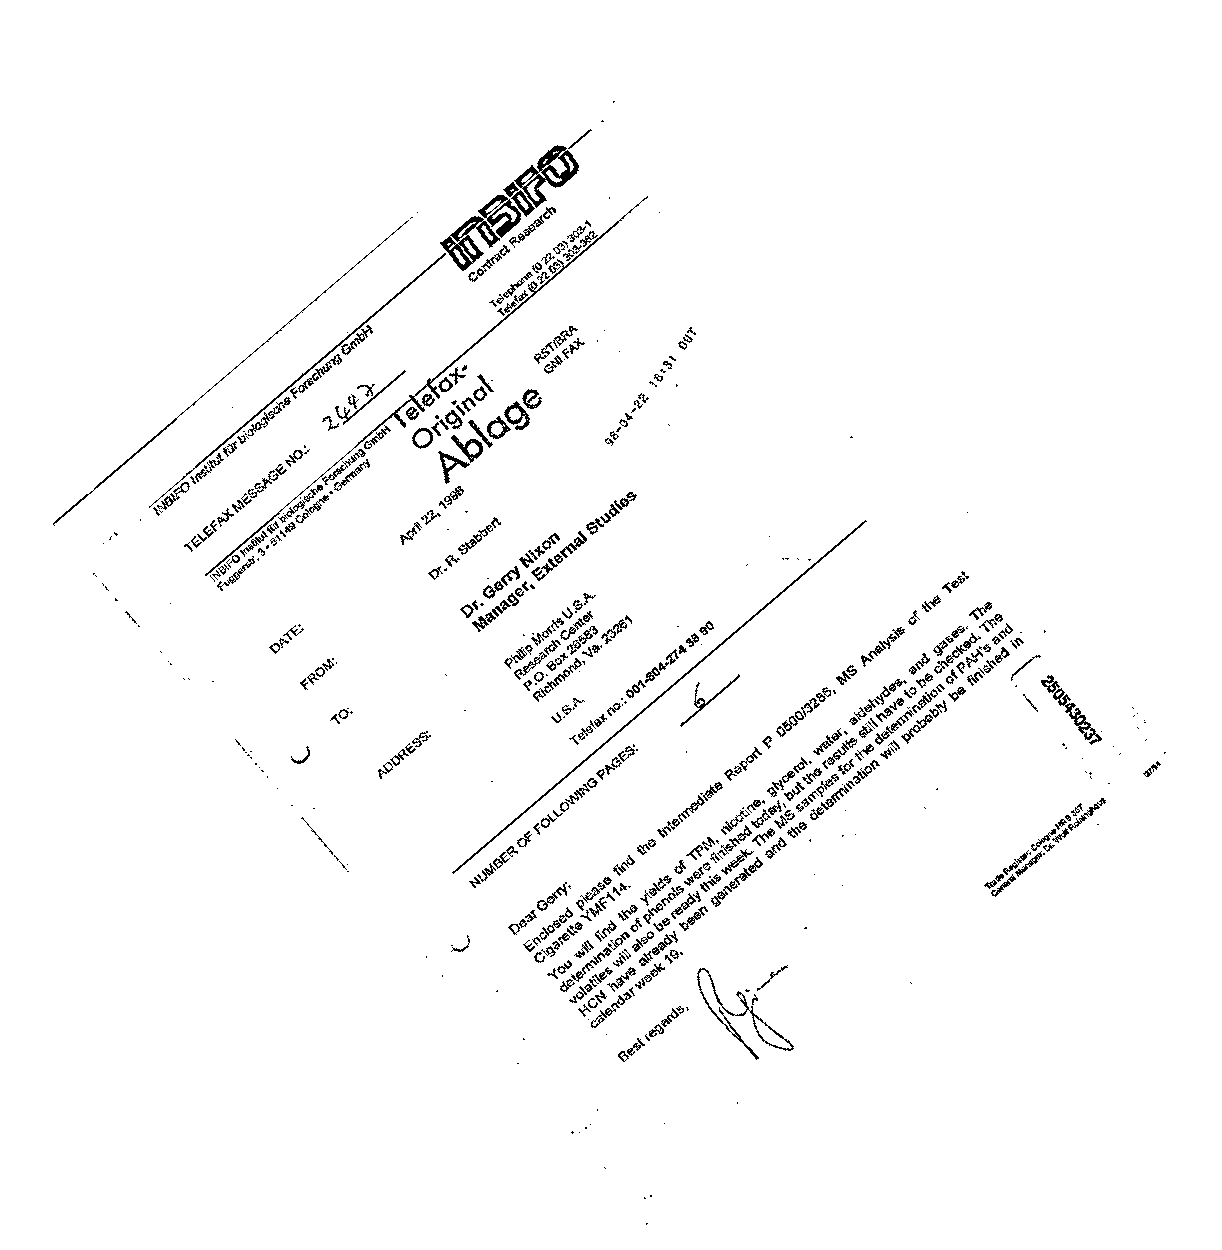 INBIFO Institut für biologische Forschung GmbH
INBIFO
Contract Research
TELEFAX MESSAGE NO.: 2442
INBIFO Institut für biologische Forschung GmbH
Fuggerstr. 3 • 51149 Cologne • Germany
Telephone (0 22 03) 303-1
Telefax (0 22 03) 303-362
Telefax-
Original
Ablage
RST/BRA
GNI.FAX
DATE: April 22, 1998
98-04-22 16:31 OUT
FROM: Dr. R. Stabbert
TO: Dr. Gerry Nixon
Manager, External Studies
ADDRESS: Philip Morris U.S.A.
Research Center
P.O. Box 26583
Richmond, Va. 23261
U.S.A.
Telefax no.: 001-804-274 38 90
NUMBER OF FOLLOWING PAGES: 6
Dear Gerry;
Enclosed please find the Intermediate Report P 0500/3286, MS Analysis of the Test
Cigarette YMF114.
You will find the yields of TPM, nicotine, glycerol, water, aldehydes, and gases. The
determination of phenols were finished today, but the results still have to be checked. The
volatiles will also be ready this week. The MS samples for the determination of PAH's and
HCN have already been generated and the determination will probably be finished in
calendar week 19.
Best regards,
2505430237
Trade Register: Cologne HRB 367
General Manager: Dr. Wolf Reininghaus